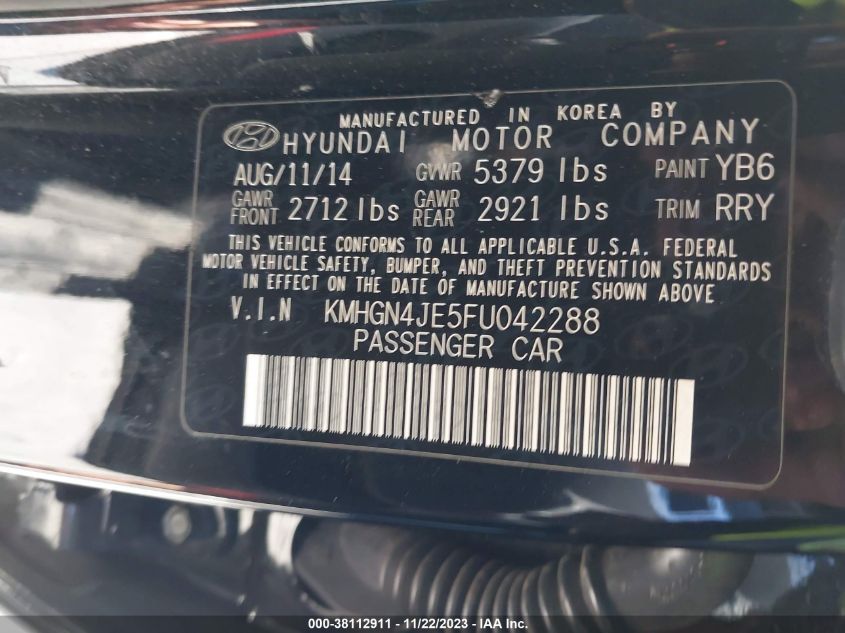 MANUFACTURED IN KOREA BY
HYUNDAI MOTOR COMPANY
AUG/11/14 GVWR 5379 lbs PAINT YB6
GAWR FRONT 2712 lbs GAWR REAR 2921 lbs TRIM RRY
THIS VEHICLE CONFORMS TO ALL APPLICABLE U.S.A. FEDERAL
MOTOR VEHICLE SAFETY, BUMPER, AND THEFT PREVENTION STANDARDS
IN EFFECT ON THE DATE OF MANUFACTURE SHOWN ABOVE
V.I.N KMHGN4JE5FU042288
PASSENGER CAR
000-38112911 - 11/22/2023 - IAA Inc.